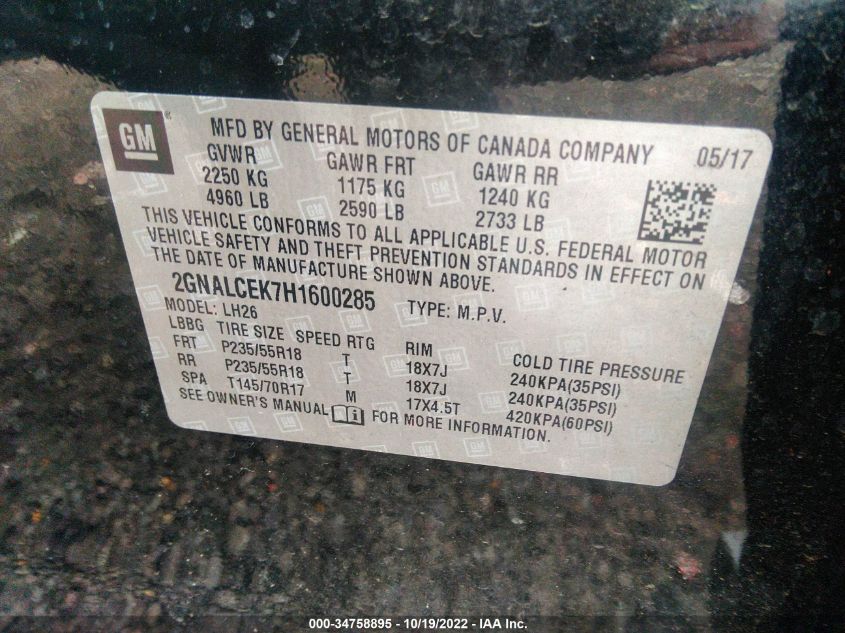 GM ® MFD BY GENERAL MOTORS OF CANADA COMPANY 05/17
GVWR GAWR FRT GAWR RR
2250 KG 1175 KG 1240 KG
4960 LB 2590 LB 2733 LB
THIS VEHICLE CONFORMS TO ALL APPLICABLE U.S. FEDERAL MOTOR
VEHICLE SAFETY AND THEFT PREVENTION STANDARDS IN EFFECT ON
THE DATE OF MANUFACTURE SHOWN ABOVE.
2GNALCEK7H1600285 TYPE: M.P.V.
MODEL: LH26
LBBG TIRE SIZE SPEED RTG RIM COLD TIRE PRESSURE
FRT P235/55R18 T 18X7J 240KPA(35PSI)
RR P235/55R18 T 18X7J 240KPA(35PSI)
SPA T145/70R17 M 17X4.5T 420KPA(60PSI)
SEE OWNER'S MANUAL FOR MORE INFORMATION.
000-34758895 - 10/19/2022 - IAA Inc.